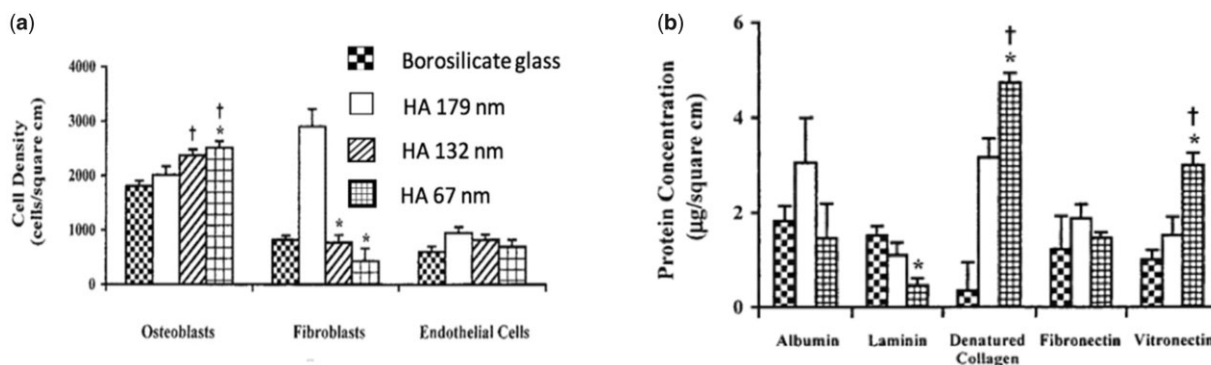 (a)
Cell Density
(cells/square cm)
4000
3000
2000
1000
0
† † *
* *
Borosilicate glass
HA 179 nm
HA 132 nm
HA 67 nm
Osteoblasts
Fibroblasts
Endothelial Cells
(b)
Protein Concentration
(µg/square cm)
6
4
2
0
*
† *
† *
Albumin
Laminin
Denatured
Collagen
Fibronectin
Vitronectin